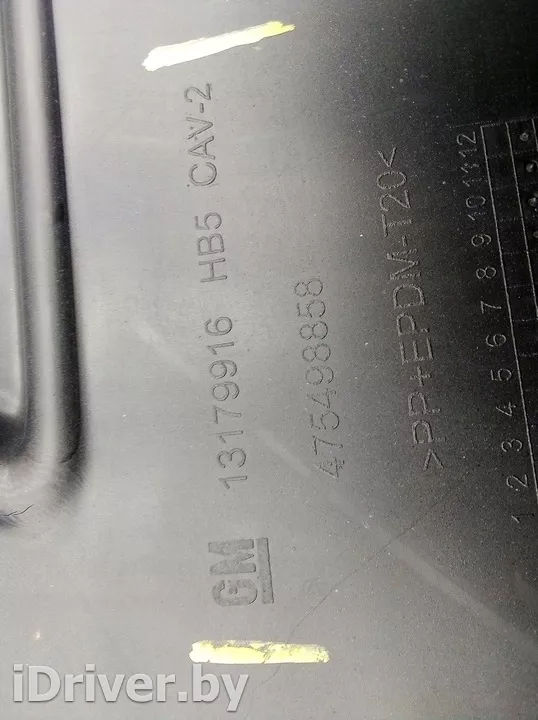 GM 13179916 HB5 CAV-2
475498858
>PP+EPDM-T20<
1 2 3 4 5 6 7 8 9 10 11 12
iDriver.by